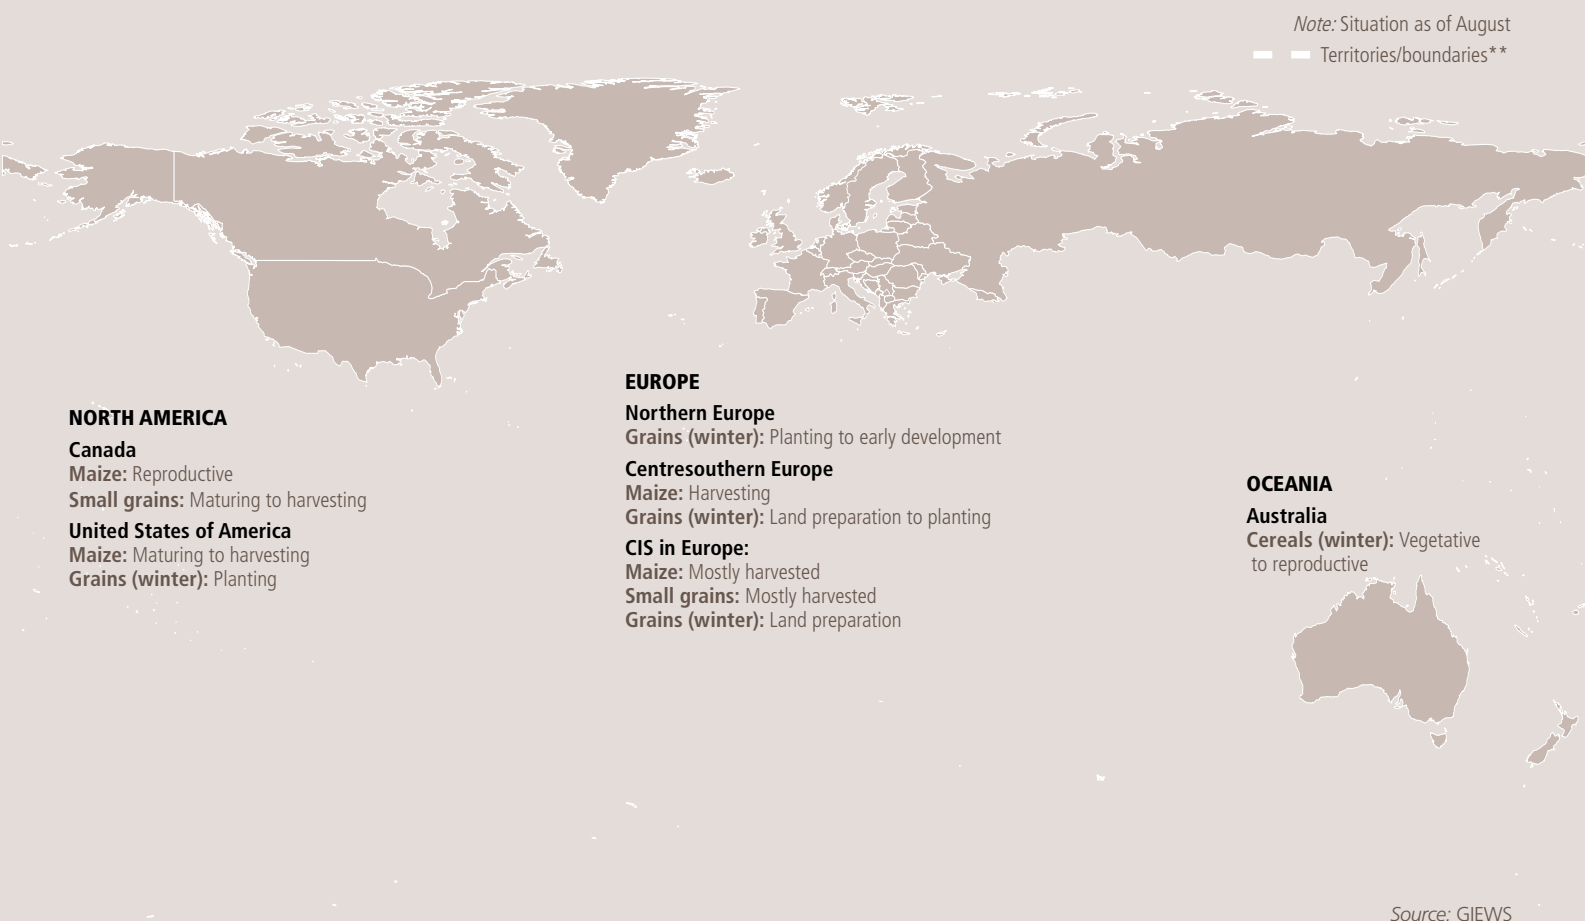 Note: Situation as of August
Territories/boundaries**
NORTH AMERICA
Canada
Maize: Reproductive
Small grains: Maturing to harvesting
United States of America
Maize: Maturing to harvesting
Grains (winter): Planting
EUROPE
Northern Europe
Grains (winter): Planting to early development
Centresouthern Europe
Maize: Harvesting
Grains (winter): Land preparation to planting
CIS in Europe:
Maize: Mostly harvested
Small grains: Mostly harvested
Grains (winter): Land preparation
OCEANIA
Australia
Cereals (winter): Vegetative
to reproductive
Source: GIEWS